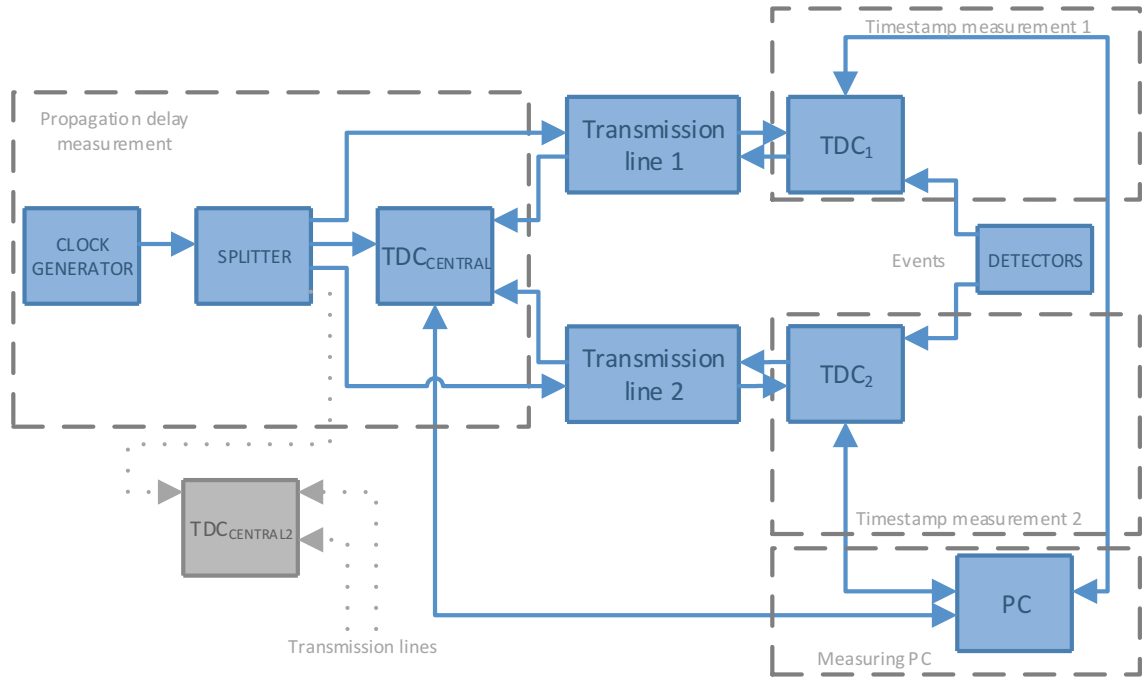 Timestamp measurement 1
Propagation delay
measurement
Transmission
line 1
TDC1
CLOCK
GENERATOR
SPLITTER
TDCCENTRAL
Events
DETECTORS
Transmission
line 2
TDC2
TDCCENTRAL2
Timestamp measurement 2
PC
Transmission lines
Measuring PC